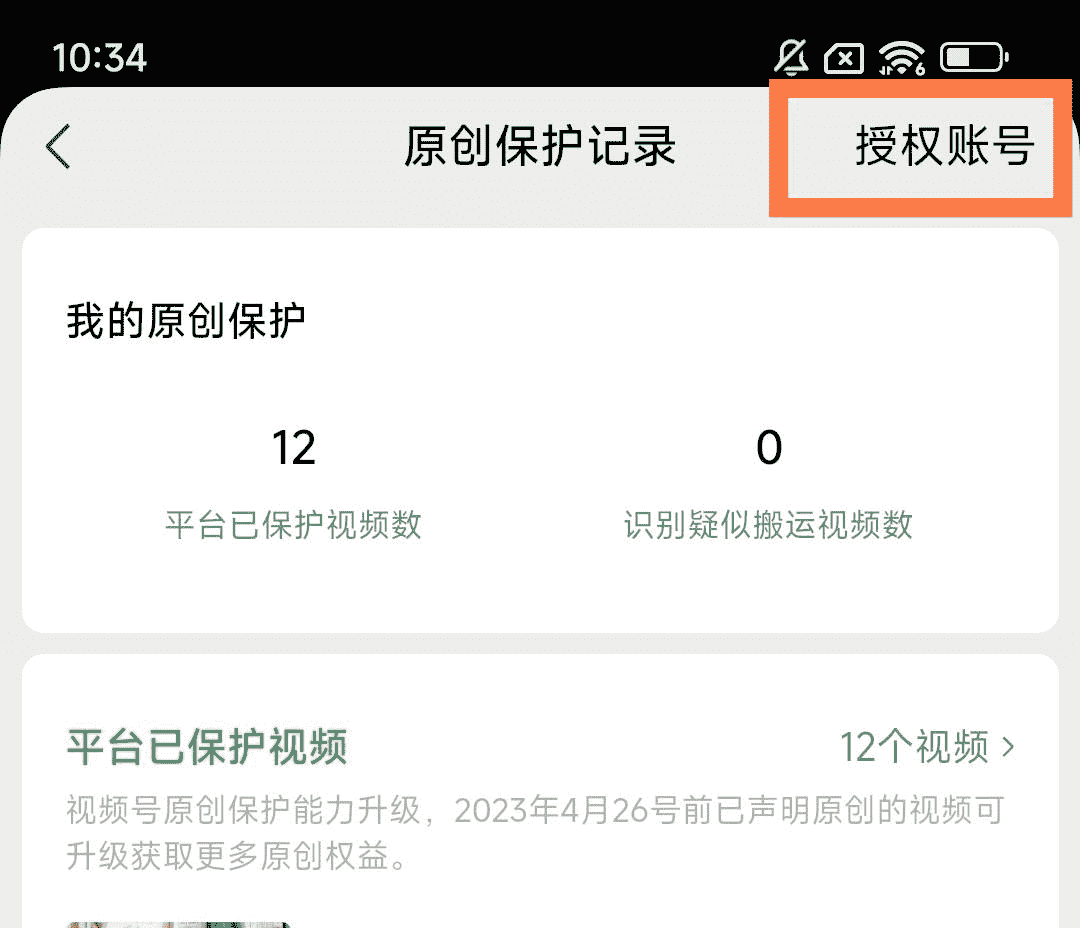 10:34
原创保护记录
授权账号
我的原创保护
12
0
平台已保护视频数
识别疑似搬运视频数
平台已保护视频
12个视频
视频号原创保护能力升级，2023年4月26号前已声明原创的视频可
升级获取更多原创权益。